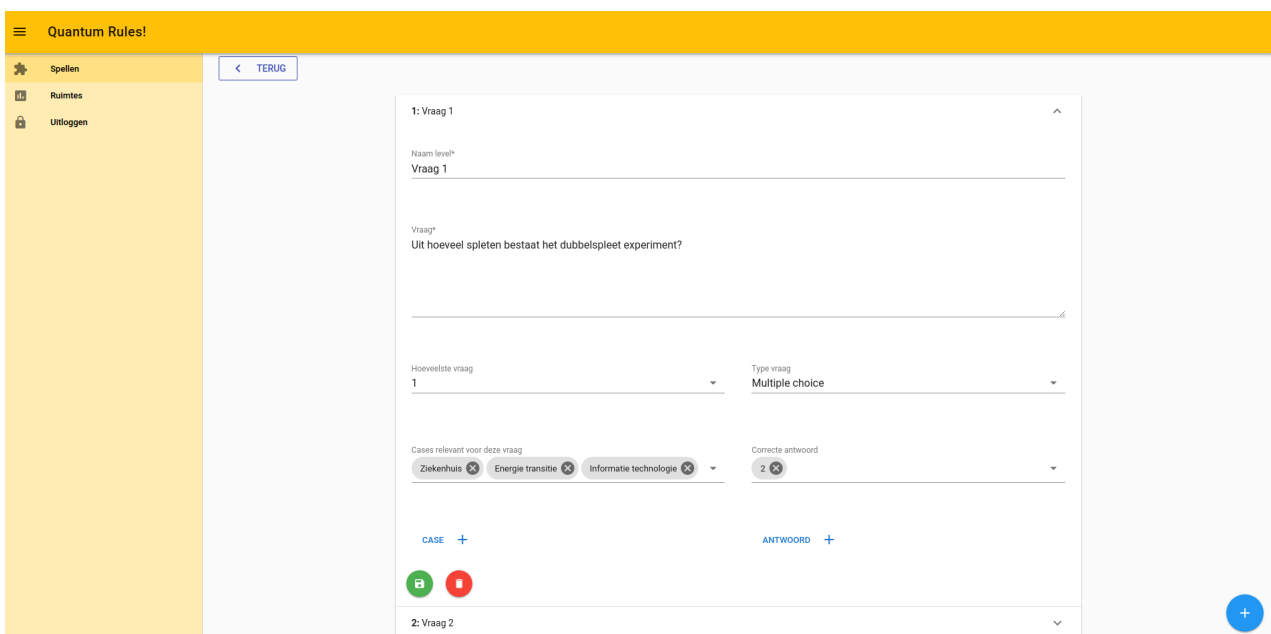 Quantum Rules!
Spellen
Ruimtes
Uitloggen
TERUG
1: Vraag 1
Naam level*
Vraag 1
Vraag*
Uit hoeveel spleten bestaat het dubbelspleet experiment?
Hoeveelste vraag
1
Type vraag
Multiple choice
Cases relevant voor deze vraag
Ziekenhuis Energie transitie Informatie technologie
Correcte antwoord
2
CASE +
ANTWOORD +
2: Vraag 2